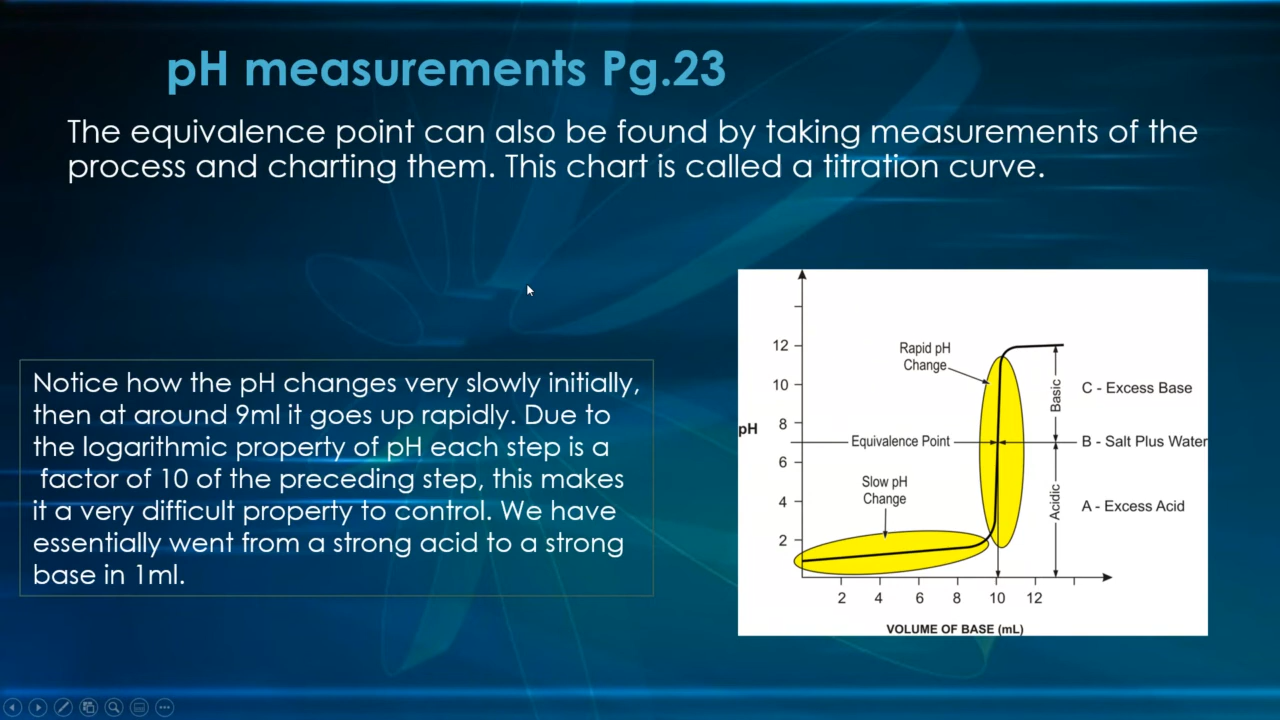 pH measurements Pg.23
The equivalence point can also be found by taking measurements of the
process and charting them. This chart is called a titration curve.
Notice how the pH changes very slowly initially,
then at around 9ml it goes up rapidly. Due to
the logarithmic property of pH each step is a
factor of 10 of the preceding step, this makes
it a very difficult property to control. We have
essentially went from a strong acid to a strong
base in 1ml.
12
10
8
6
4
2
pH
Rapid pH
Change
Equivalence Point
Slow pH
Change
Basic
Acidic
C - Excess Base
B - Salt Plus Water
A - Excess Acid
2 4 6 8 10 12
VOLUME OF BASE (mL)